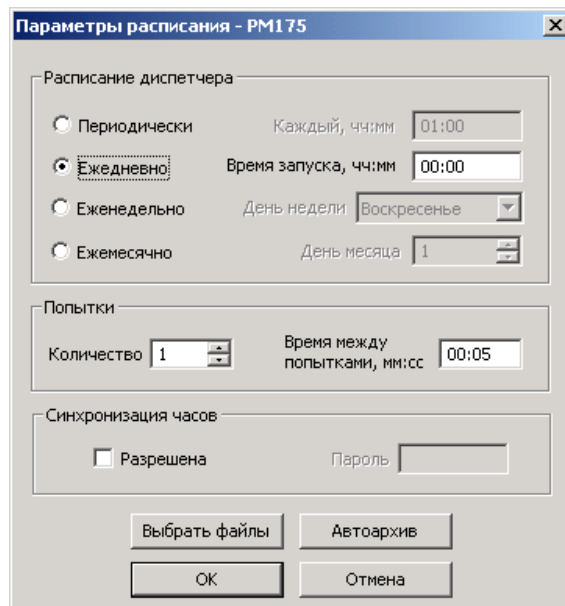 Параметры расписания - PM175
Расписание диспетчера
Периодически Каждый, чч:мм 01:00
Ежедневно Время запуска, чч:мм 00:00
Еженедельно День недели Воскресенье
Ежемесячно День месяца 1
Попытки
Количество 1 Время между попытками, мм:сс 00:05
Синхронизация часов
Разрешена Пароль
Выбрать файлы Автоархив
OK Отмена